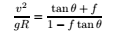 v²/gR = (tan θ + f)/(1 − f tan θ)